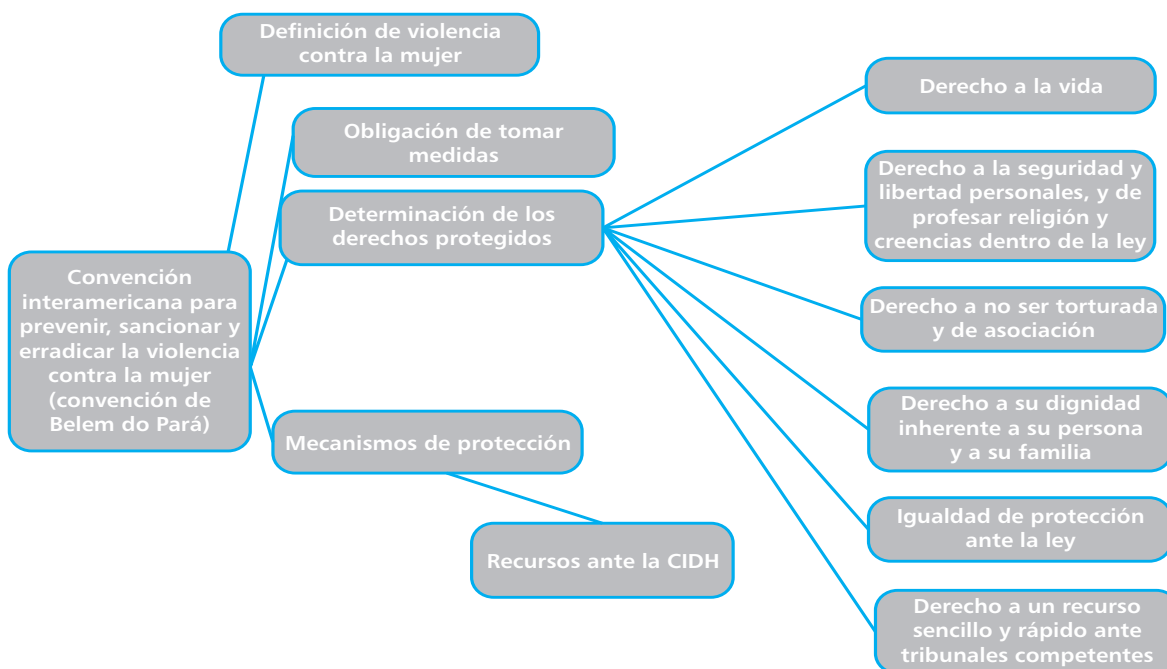 Definición de violencia
contra la mujer
Obligación de tomar
medidas
Determinación de los
derechos protegidos
Convención
interamericana para
prevenir, sancionar y
erradicar la violencia
contra la mujer
(convención de
Belem do Pará)
Mecanismos de protección
Recursos ante la CIDH
Derecho a la vida
Derecho a la seguridad y
libertad personales, y de
profesar religión y
creencias dentro de la ley
Derecho a no ser torturada
y de asociación
Derecho a su dignidad
inherente a su persona
y a su familia
Igualdad de protección
ante la ley
Derecho a un recurso
sencillo y rápido ante
tribunales competentes